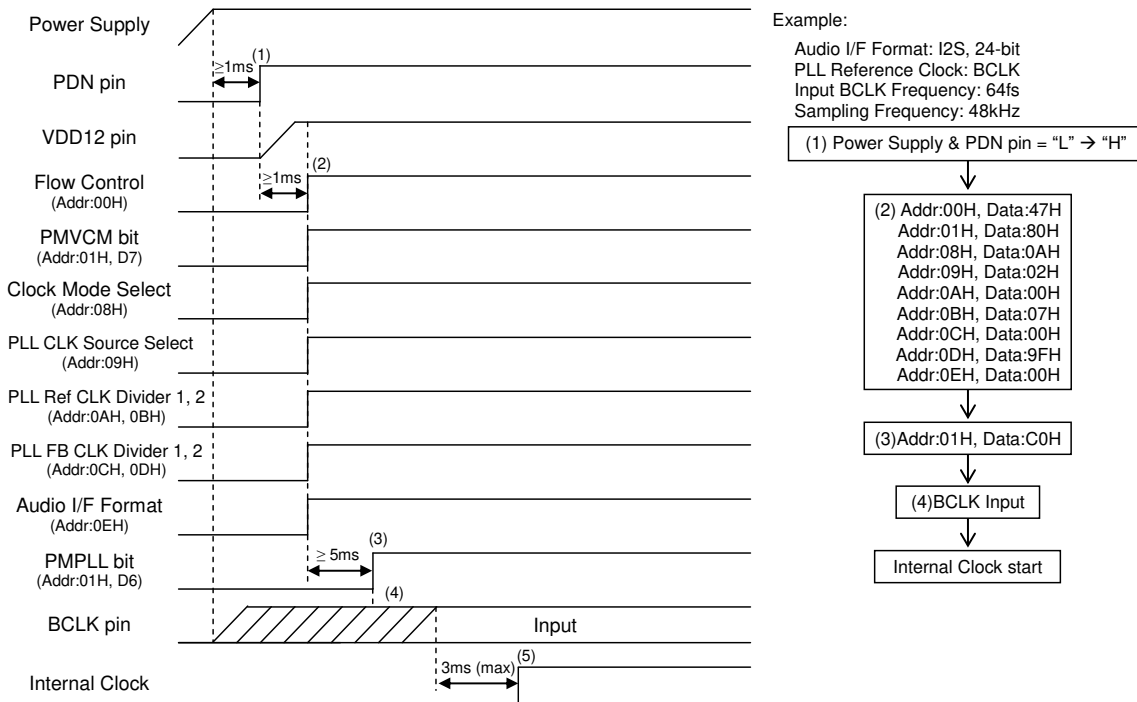 Power Supply
≥1ms
(1)
PDN pin
VDD12 pin
≥1ms
(2)
Flow Control
(Addr:00H)
PMVCM bit
(Addr:01H, D7)
Clock Mode Select
(Addr:08H)
PLL CLK Source Select
(Addr:09H)
PLL Ref CLK Divider 1, 2
(Addr:0AH, 0BH)
PLL FB CLK Divider 1, 2
(Addr:0CH, 0DH)
Audio I/F Format
(Addr:0EH)
≥ 5ms
(3)
PMPLL bit
(Addr:01H, D6)
(4)
BCLK pin
Input
3ms (max)
(5)
Internal Clock
Example:
Audio I/F Format: I2S, 24-bit
PLL Reference Clock: BCLK
Input BCLK Frequency: 64fs
Sampling Frequency: 48kHz
(1) Power Supply & PDN pin = “L” → “H”
(2) Addr:00H, Data:47H
Addr:01H, Data:80H
Addr:08H, Data:0AH
Addr:09H, Data:02H
Addr:0AH, Data:00H
Addr:0BH, Data:07H
Addr:0CH, Data:00H
Addr:0DH, Data:9FH
Addr:0EH, Data:00H
(3)Addr:01H, Data:C0H
(4)BCLK Input
Internal Clock start